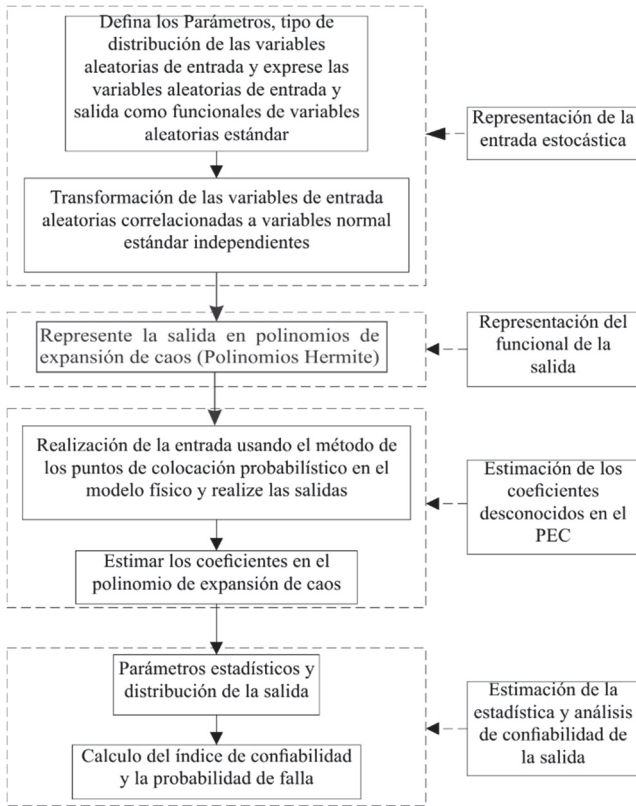 Defina los Parámetros, tipo de
distribución de las variables
aleatorias de entrada y exprese las
variables aleatorias de entrada y
salida como funcionales de variables
aleatorias estándar
Representación de la
entrada estocástica
Transformación de las variables de entrada
aleatorias correlacionadas a variables normal
estándar independientes
Represente la salida en polinomios de
expansión de caos (Polinomios Hermite)
Representación del
funcional de la
salida
Realización de la entrada usando el método de
los puntos de colocación probabilístico en el
modelo físico y realize las salidas
Estimación de los
coeficientes
desconocidos en el
PEC
Estimar los coeficientes en el
polinomio de expansión de caos
Parámetros estadísticos y
distribución de la salida
Estimación de la
estadística y análisis
de confiabilidad de
la salida
Calculo del índice de confiabilidad
y la probabilidad de falla